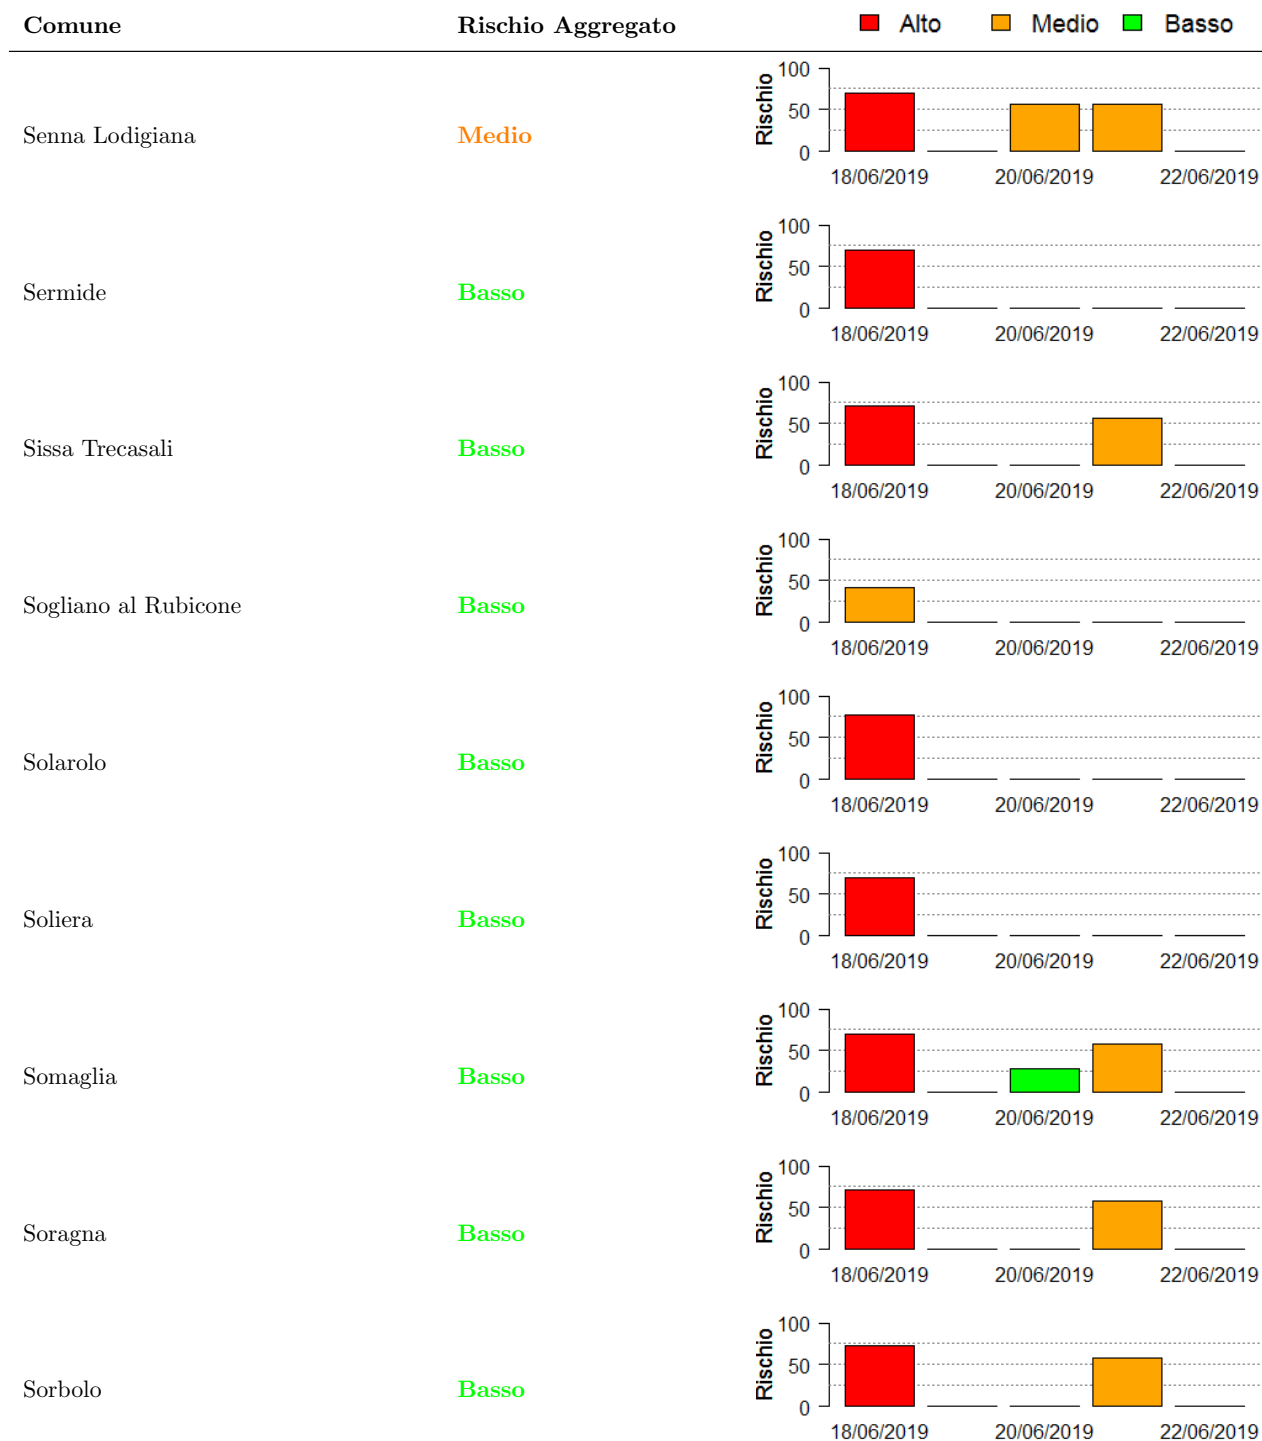 Comune Rischio Aggregato Alto Medio Basso
Senna Lodigiana Medio Rischio 100 50 0
18/06/2019 20/06/2019 22/06/2019
Sermide Basso Rischio 100 50 0
18/06/2019 20/06/2019 22/06/2019
Sissa Trecasali Basso Rischio 100 50 0
18/06/2019 20/06/2019 22/06/2019
Sogliano al Rubicone Basso Rischio 100 50 0
18/06/2019 20/06/2019 22/06/2019
Solarolo Basso Rischio 100 50 0
18/06/2019 20/06/2019 22/06/2019
Soliera Basso Rischio 100 50 0
18/06/2019 20/06/2019 22/06/2019
Somaglia Basso Rischio 100 50 0
18/06/2019 20/06/2019 22/06/2019
Soragna Basso Rischio 100 50 0
18/06/2019 20/06/2019 22/06/2019
Sorbolo Basso Rischio 100 50 0
18/06/2019 20/06/2019 22/06/2019